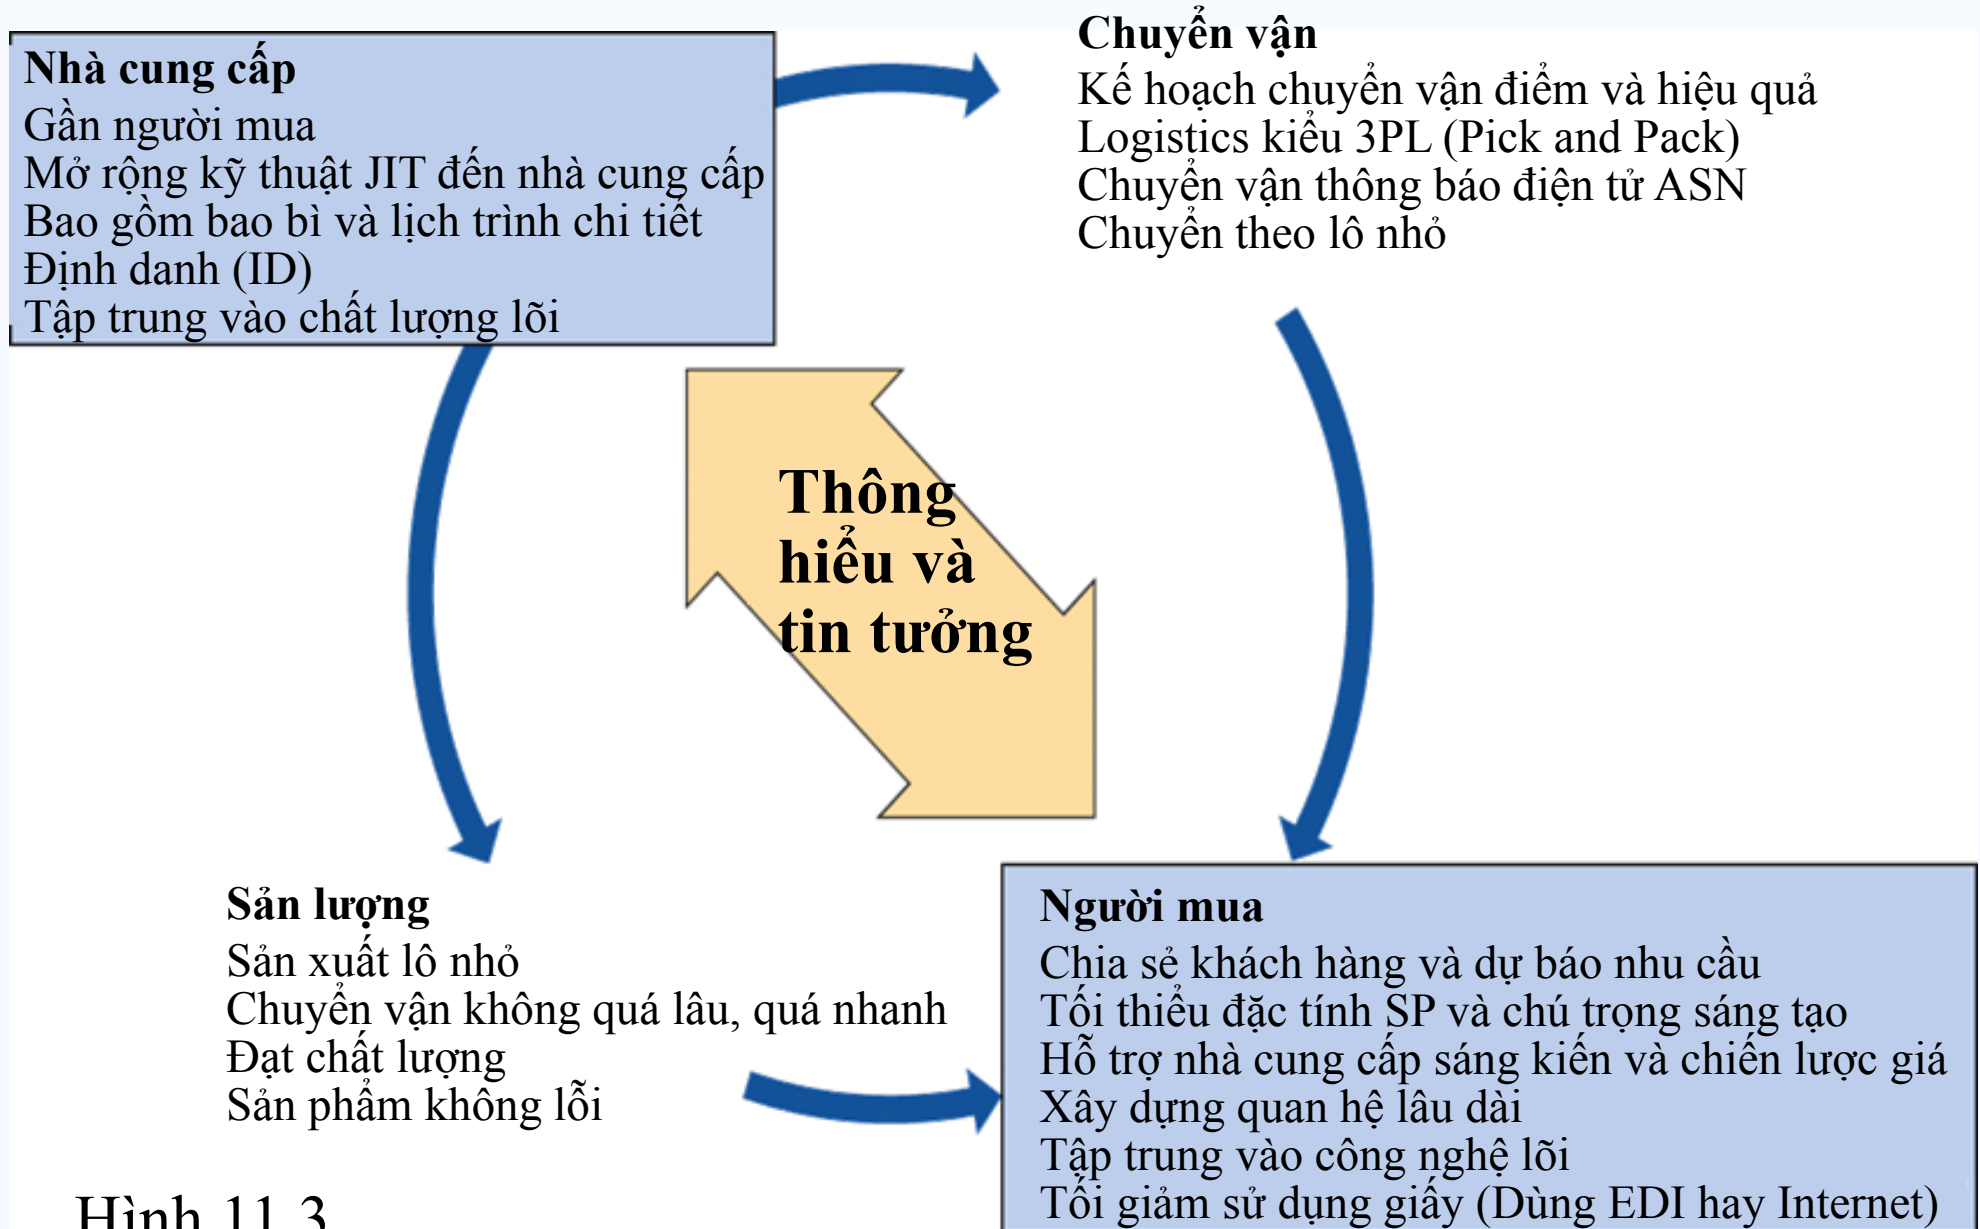 Nhà cung cấp
Gần người mua
Mở rộng kỹ thuật JIT đến nhà cung cấp
Bao gồm bao bì và lịch trình chi tiết
Định danh (ID)
Tập trung vào chất lượng lõi
Chuyển vận
Kế hoạch chuyển vận điểm và hiệu quả
Logistics kiểu 3PL (Pick and Pack)
Chuyển vận thông báo điện tử ASN
Chuyển theo lô nhỏ
Thông
hiểu và
tin tưởng
Sản lượng
Sản xuất lô nhỏ
Chuyển vận không quá lâu, quá nhanh
Đạt chất lượng
Sản phẩm không lỗi
Người mua
Chia sẻ khách hàng và dự báo nhu cầu
Tối thiểu đặc tính SP và chú trọng sáng tạo
Hỗ trợ nhà cung cấp sáng kiến và chiến lược giá
Xây dựng quan hệ lâu dài
Tập trung vào công nghệ lõi
Tối giảm sử dụng giấy (Dùng EDI hay Internet)
Hình 11.3